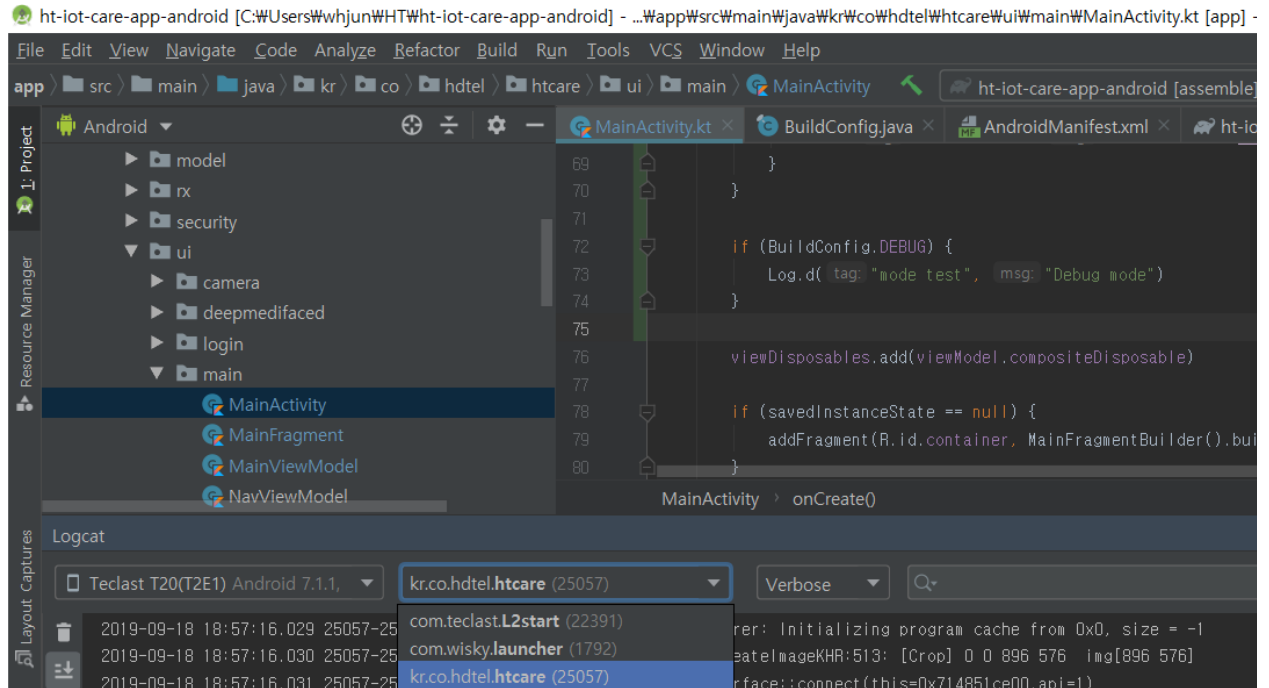 ht-iot-care-app-android [C:₩Users₩whjun₩HT₩ht-iot-care-app-android] - ...₩app₩src₩main₩java₩kr₩co₩hdtel₩htcare₩ui₩main₩MainActivity.kt [app] -
File Edit View Navigate Code Analyze Refactor Build Run Tools VCS Window Help
app src main java kr co hdtel htcare ui main MainActivity ht-iot-care-app-android [assemble]
1: Project
Resource Manager
Layout Captures
Android
model
rx
security
ui
camera
deepmedifaced
login
main
MainActivity
MainFragment
MainViewModel
NavViewModel
MainActivity.kt BuildConfig.java AndroidManifest.xml ht-io
69 }
70 }
71
72 if (BuildConfig.DEBUG) {
73 Log.d( tag: "mode test", msg: "Debug mode")
74 }
75
76 viewDisposables.add(viewModel.compositeDisposable)
77
78 if (savedInstanceState == null) {
79 addFragment(R.id.container, MainFragmentBuilder().bui
80 }
MainActivity › onCreate()
Logcat
Teclast T20(T2E1) Android 7.1.1, kr.co.hdtel.htcare (25057) Verbose
com.teclast.L2start (22391)
com.wisky.launcher (1792)
kr.co.hdtel.htcare (25057)
2019-09-18 18:57:16.029 25057-25 rer: Initializing program cache from 0x0, size = -1
2019-09-18 18:57:16.030 25057-25 eateImageKHR:513: [Crop] 0 0 896 576 img[896 576]
2019-09-18 18:57:16.031 25057-25 rface::connect(this=0x714851ce00,api=1)